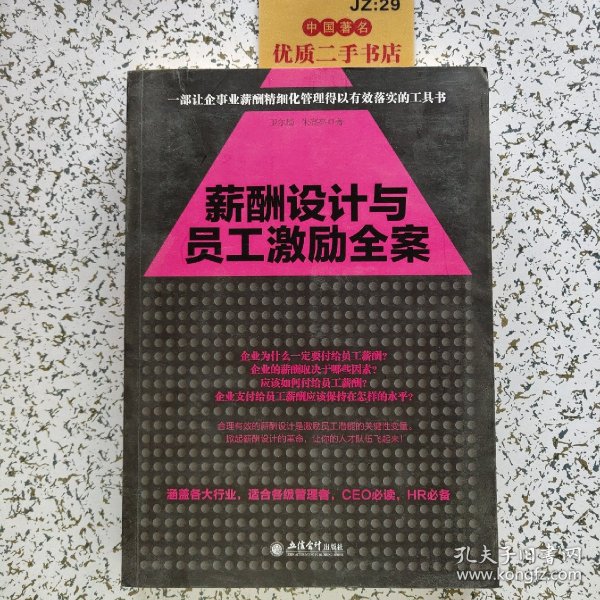 JZ:29
中国著名
优质二手书店
一部让企事业薪酬精细化管理得以有效落实的工具书
薪酬设计与
员工激励全案
企业为什么一定要付给员工薪酬?
企业的薪酬取决于哪些因素?
应该如何付给员工薪酬?
企业支付给员工薪酬应该保持在怎样的水平?
合理有效的薪酬设计是激励员工潜能的关键性变量。
掀起薪酬设计的革命,让你的人才队伍飞起来!
涵盖各大行业,适合各级管理者,CEO必读,HR必备
立信会计出版社
孔夫子旧书网
www.kongfz.com